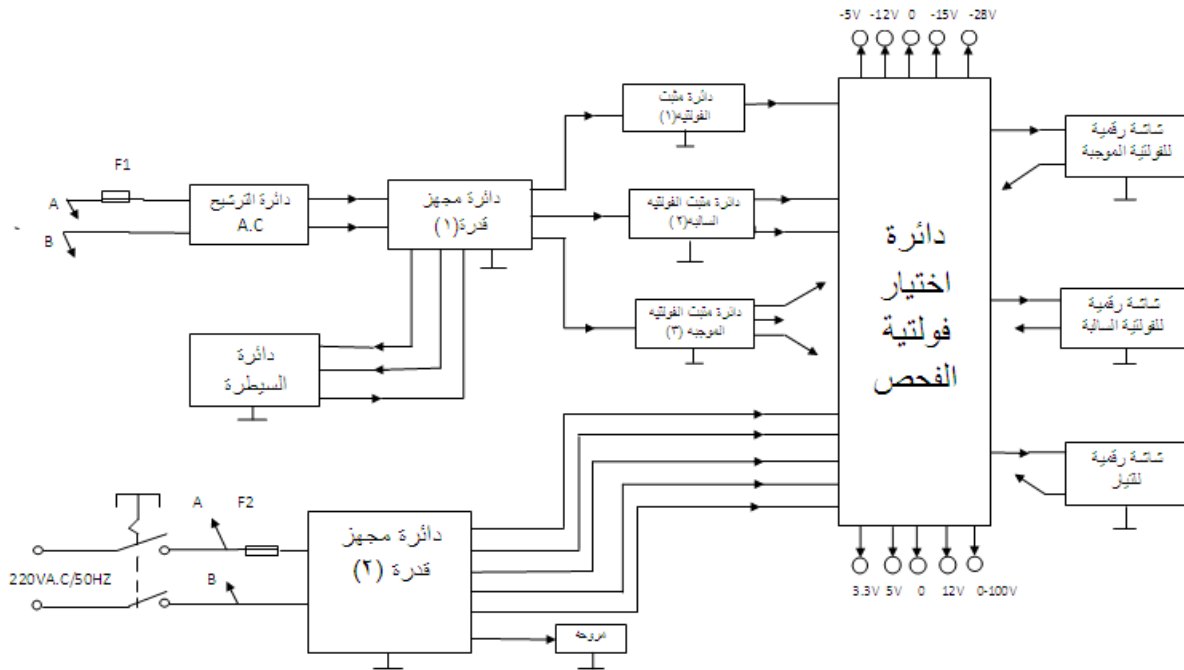 -5V -12V 0 -15V -28V
دائرة مثبت
الفولتيه(١)
شاشة رقمية
للفولتية الموجبة
F1
A
B
دائرة الترشيح
A.C
دائرة مجهز
قدرة(١)
دائرة مثبت الفولتيه
السالبه(٢)
دائرة
اختيار
فولتية
الفحص
دائرة مثبت الفولتيه
الموجبه (٣)
شاشة رقمية
للفولتية السالبة
دائرة
السيطرة
شاشة رقمية
للتيار
A F2
B
220VA.C/50HZ
دائرة مجهز
قدرة (٢)
مروحه
3.3V 5V 0 12V 0-100V